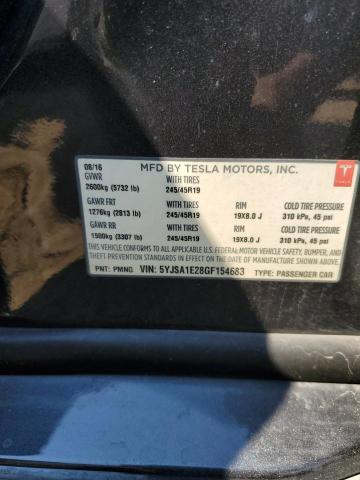 08/16 MFD BY TESLA MOTORS, INC.
GVWR WITH TIRES
2600kg (5732 lb) 245/45R19
GAWR FRT WITH TIRES RIM COLD TIRE PRESSURE
1276kg (2813 lb) 245/45R19 19X8.0 J 310 kPa, 45 psi
GAWR RR WITH TIRES RIM COLD TIRE PRESSURE
1500kg (3307 lb) 245/45R19 19X8.0 J 310 kPa, 45 psi
THIS VEHICLE CONFORMS TO ALL APPLICABLE U.S. FEDERAL MOTOR VEHICLE SAFETY, BUMPER, AND
THEFT PREVENTION STANDARDS IN EFFECT ON THE DATE OF MANUFACTURE SHOWN ABOVE.
PNT: PMNG VIN: 5YJSA1E28GF154683 TYPE: PASSENGER CAR
TESLA